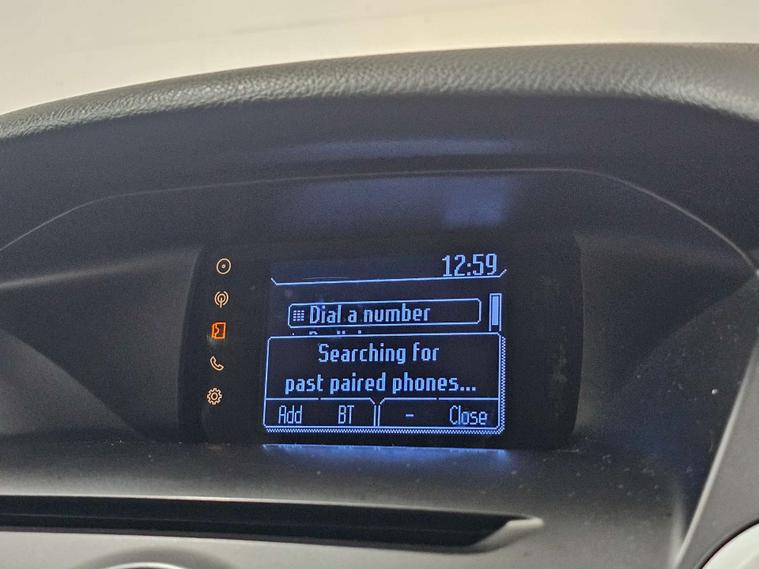 12:59
Dial a number
Searching for
past paired phones...
Add BT - Close